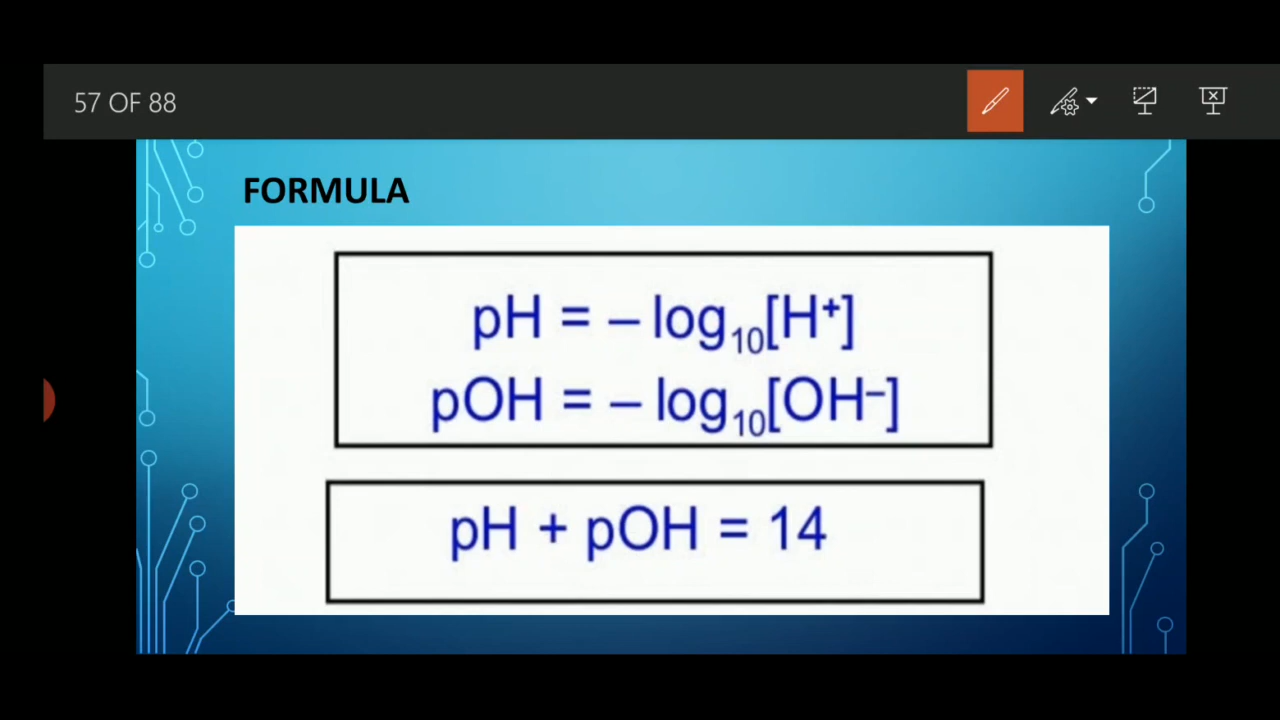 57 OF 88
FORMULA
pH = – log₁₀[H⁺]
pOH = – log₁₀[OH⁻]
pH + pOH = 14